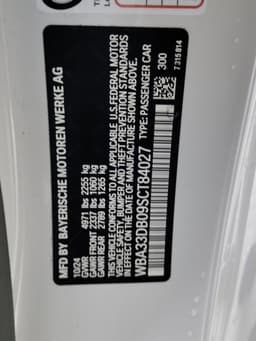 MFD BY BAYERISCHE MOTOREN WERKE AG
10/24
GVWR 4971 lbs 2255 kg
GAWR FRONT 2337 lbs 1060 kg
GAWR REAR 2789 lbs 1265 kg
THIS VEHICLE CONFORMS TO ALL APPLICABLE U.S. FEDERAL MOTOR
VEHICLE SAFETY, BUMPER AND THEFT PREVENTION STANDARDS
IN EFFECT ON THE DATE OF MANUFACTURE SHOWN ABOVE.
WBA33DB09SCT84027 TYPE: PASSENGER CAR
300
7 315 814